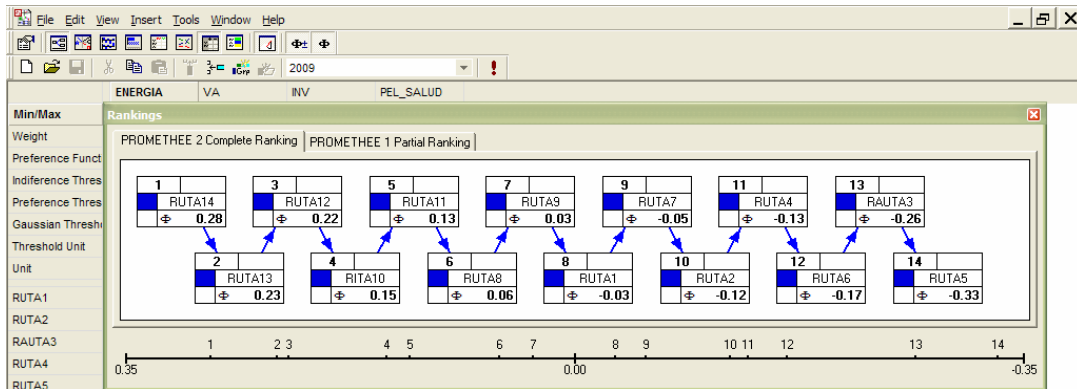 File Edit View Insert Tools Window Help
Φ± Φ
2009
ENERGIA VA INV PEL_SALUD
Min/Max
Weight
Preference Funct
Indiference Thres
Preference Thres
Gaussian Thresh
Threshold Unit
Unit
RUTA1
RUTA2
RAUTA3
RUTA4
RUTA5
Rankings
PROMETHEE 2 Complete Ranking PROMETHEE 1 Partial Ranking
1 3 5 7 9 11 13
RUTA14 RUTA12 RUTA11 RUTA9 RUTA7 RUTA4 RAUTA3
Φ 0.28 Φ 0.22 Φ 0.13 Φ 0.03 Φ -0.05 Φ -0.13 Φ -0.26
2 4 6 8 10 12 14
RUTA13 RITA10 RUTA8 RUTA1 RUTA2 RUTA6 RUTA5
Φ 0.23 Φ 0.15 Φ 0.06 Φ -0.03 Φ -0.12 Φ -0.17 Φ -0.33
1 2 3 4 5 6 7 8 9 10 11 12 13 14
0.35 0.00 -0.35